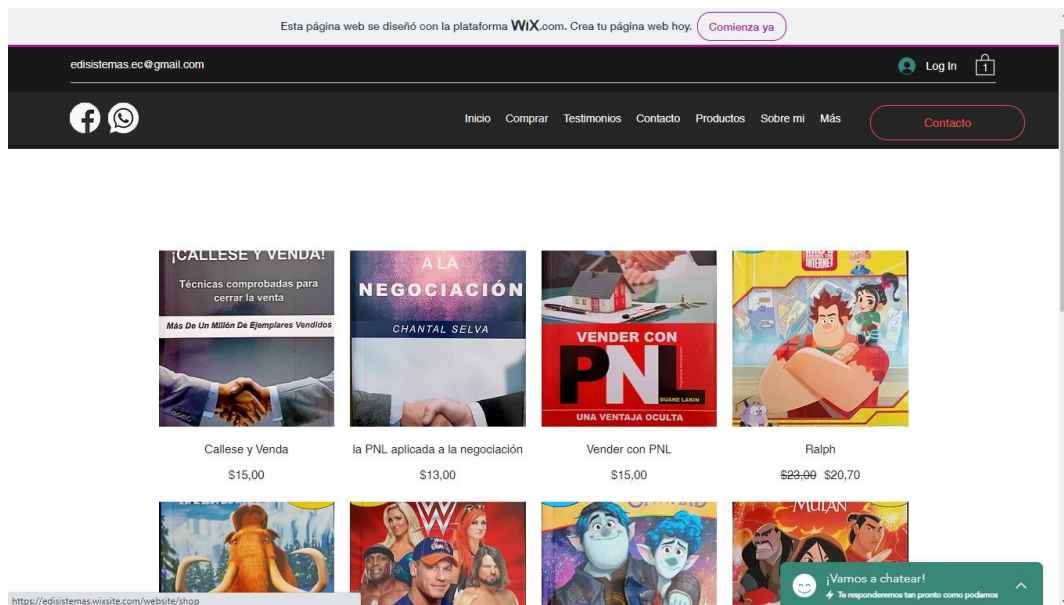 Esta página web se diseñó con la plataforma WiX.com. Crea tu página web hoy. Comienza ya
edisistemas.ec@gmail.com
Log In 1
Inicio Comprar Testimonios Contacto Productos Sobre mi Más
Contacto
¡CALLESE Y VENDA!
Técnicas comprobadas para
cerrar la venta
Más De Un Millón De Ejemplares Vendidos
A LA
NEGOCIACIÓN
CHANTAL SELVA
VENDER CON
PNL
DUANE LAKIN
UNA VENTAJA OCULTA
INTERNET
Callese y Venda
$15,00
la PNL aplicada a la negociación
$13,00
Vender con PNL
$15,00
Ralph
$23,00 $20,70
W
MULAN
¡Vamos a chatear!
Te responderemos tan pronto como podamos
https://edisistemas.wixsite.com/website/shop